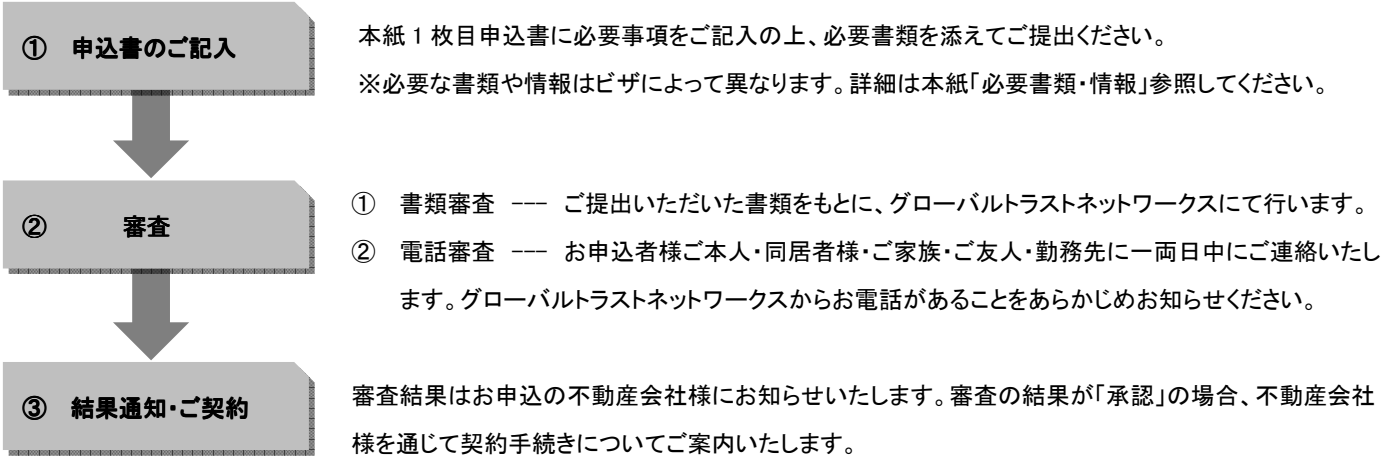 ① 申込書のご記入
本紙1枚目申込書に必要事項をご記入の上、必要書類を添えてご提出ください。
※必要な書類や情報はビザによって異なります。詳細は本紙「必要書類・情報」参照してください。
② 審査
① 書類審査 --- ご提出いただいた書類をもとに、グローバルトラストネットワークスにて行います。
② 電話審査 --- お申込者様ご本人・同居者様・ご家族・ご友人・勤務先に一両日中にご連絡いたし
ます。グローバルトラストネットワークスからお電話があることをあらかじめお知らせください。
③ 結果通知・ご契約
審査結果はお申込の不動産会社様にお知らせいたします。審査の結果が「承認」の場合、不動産会社
様を通じて契約手続きについてご案内いたします。